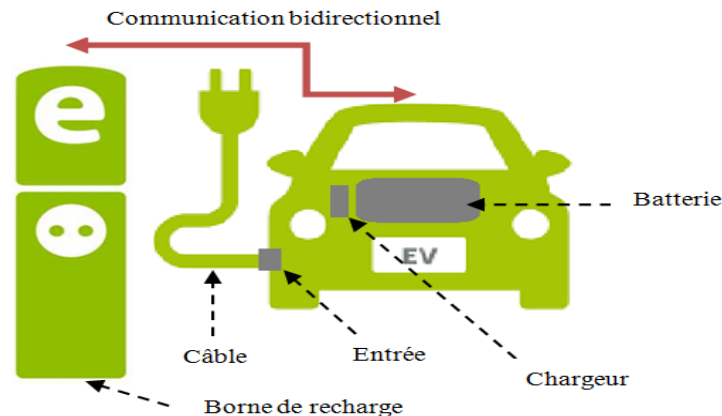 Communication bidirectionnel
e
Batterie
EV
Câble
Entrée
Chargeur
Borne de recharge